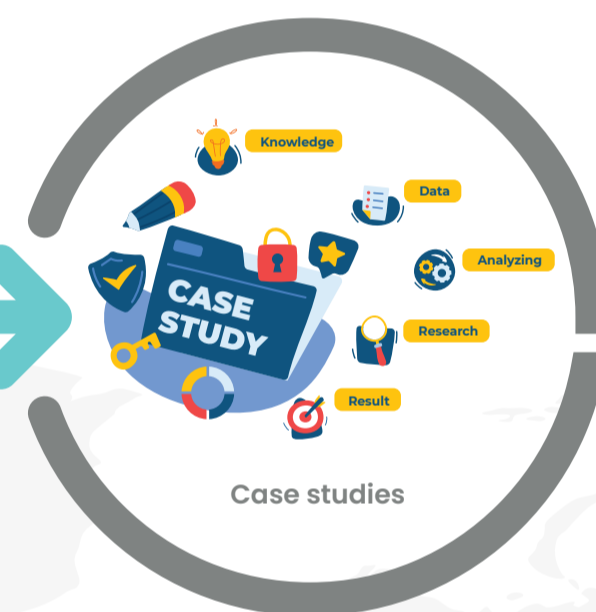 Knowledge
Data
Analyzing
CASE
STUDY
Research
Result
Case studies